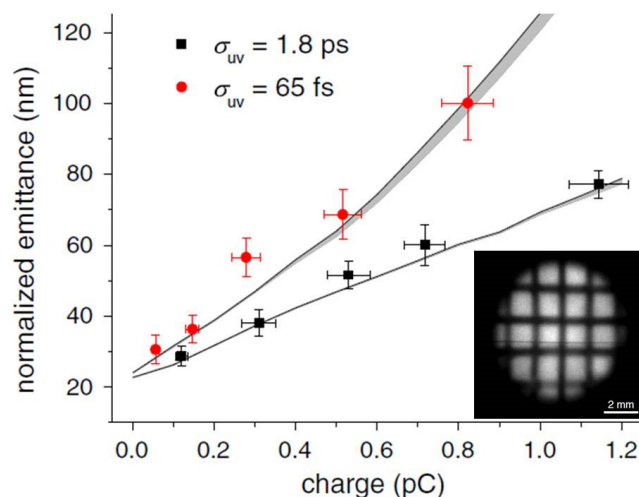 120
100
80
60
40
20
normalized emittance (nm)
σuv = 1.8 ps
σuv = 65 fs
2 mm
0.0 0.2 0.4 0.6 0.8 1.0 1.2
charge (pC)